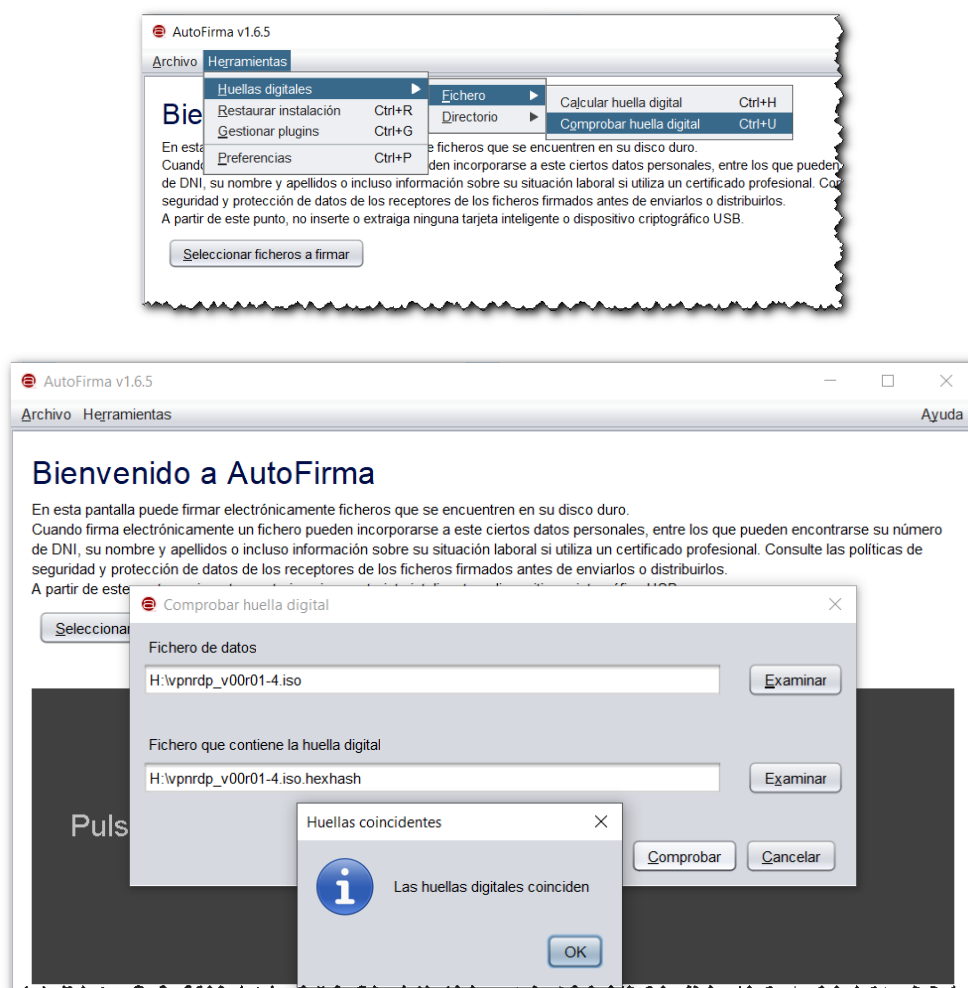 AutoFirma v1.6.5
Archivo Herramientas
Huellas digitales
Restaurar instalación Ctrl+R
Gestionar plugins Ctrl+G
Preferencias Ctrl+P
Fichero
Directorio
Calcular huella digital Ctrl+H
Comprobar huella digital Ctrl+U
Bie
En esta ficheros que se encuentren en su disco duro.
Cuando den incorporarse a este ciertos datos personales, entre los que pueden
de DNI, su nombre y apellidos o incluso información sobre su situación laboral si utiliza un certificado profesional. Con
seguridad y protección de datos de los receptores de los ficheros firmados antes de enviarlos o distribuirlos.
A partir de este punto, no inserte o extraiga ninguna tarjeta inteligente o dispositivo criptográfico USB.
Seleccionar ficheros a firmar
AutoFirma v1.6.5
Archivo Herramientas Ayuda
Bienvenido a AutoFirma
En esta pantalla puede firmar electrónicamente ficheros que se encuentren en su disco duro.
Cuando firma electrónicamente un fichero pueden incorporarse a este ciertos datos personales, entre los que pueden encontrarse su número
de DNI, su nombre y apellidos o incluso información sobre su situación laboral si utiliza un certificado profesional. Consulte las políticas de
seguridad y protección de datos de los receptores de los ficheros firmados antes de enviarlos o distribuirlos.
A partir de este
Seleccionar
Comprobar huella digital
Fichero de datos
H:\vpnrdp_v00r01-4.iso Examinar
Fichero que contiene la huella digital
H:\vpnrdp_v00r01-4.iso.hexhash Examinar
Puls
Huellas coincidentes
Las huellas digitales coinciden
OK
Comprobar Cancelar